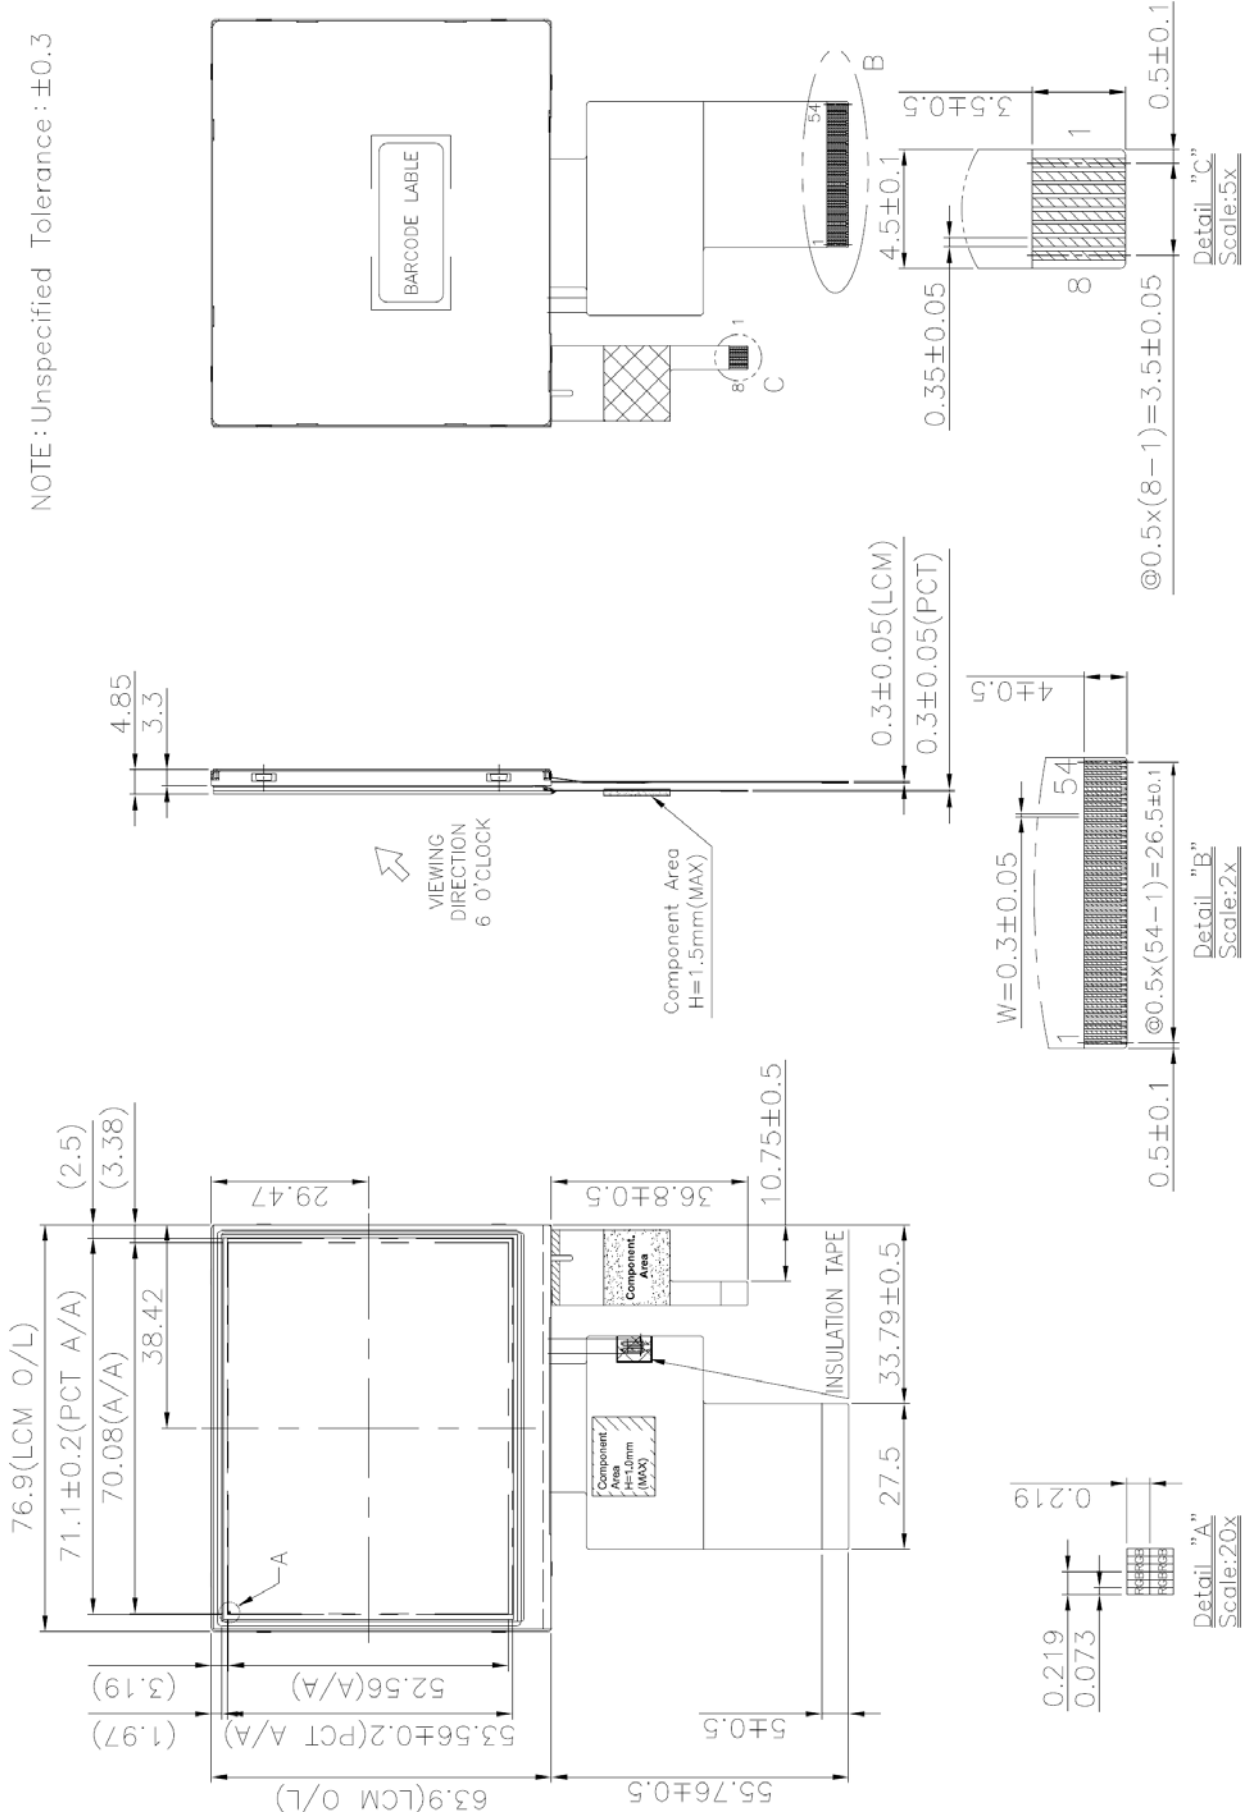 NOTE:Unspecified Tolerance:±0.3
76.9(LCM O/L)
71.1±0.2(PCT A/A)
70.08(A/A)
38.42
(2.5)
(3.38)
29.47
36.8±0.5
10.75±0.5
A
(3.19)
52.56(A/A)
(1.97)
53.56±0.2(PCT A/A)
63.9(LCM O/L)
55.76±0.5
5±0.5
27.5
33.79±0.5
INSULATION TAPE
Component
Area
H=1.0mm
(MAX)
Component
Area
4.85
3.3
VIEWING
DIRECTION
6 O'CLOCK
Component Area
H=1.5mm(MAX)
0.3±0.05(LCM)
0.3±0.05(PCT)
BARCODE LABLE
8
1
C
1
54
B
0.219
0.073
0.219
RGBRGB
RGBRGB
Detail "A"
Scale:20x
W=0.3±0.05
4±0.5
1
54
@0.5x(54-1)=26.5±0.1
0.5±0.1
Detail "B"
Scale:2x
0.35±0.05
4.5±0.1
3.5±0.5
8
1
@0.5x(8-1)=3.5±0.05
0.5±0.1
Detail "C"
Scale:5x